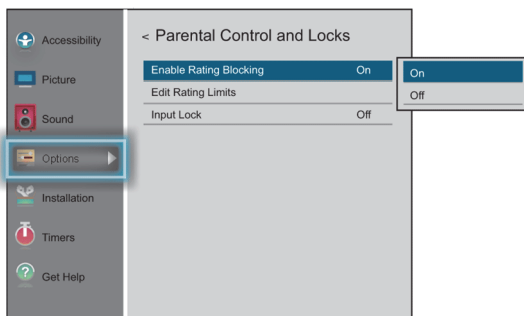 Accessibility
Picture
Sound
Options
Installation
Timers
Get Help
< Parental Control and Locks
Enable Rating Blocking On
Edit Rating Limits
Input Lock Off
On
Off